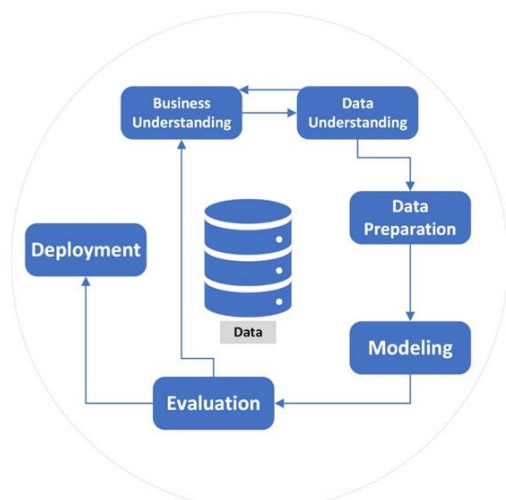 Business
Understanding
Data
Understanding
Data
Preparation
Deployment
Data
Modeling
Evaluation